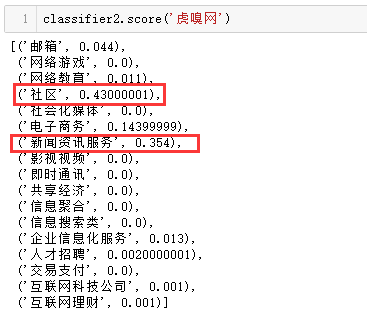 1 classifier2.score('虎嗅网')
[('邮箱', 0.044),
('网络游戏', 0.0),
('网络教育', 0.011),
('社区', 0.43000001),
('社会化媒体', 0.0),
('电子商务', 0.14399999),
('新闻资讯服务', 0.354),
('影视视频', 0.0),
('即时通讯', 0.0),
('共享经济', 0.0),
('信息聚合', 0.0),
('信息搜索类', 0.0),
('企业信息化服务', 0.013),
('人才招聘', 0.0020000001),
('交易支付', 0.0),
('互联网科技公司', 0.001),
('互联网理财', 0.001)]